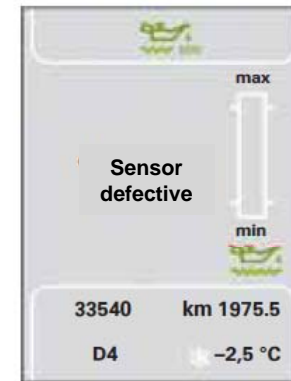 max
Sensor
defective
min
33540 km 1975.5
D4 –2,5 °C